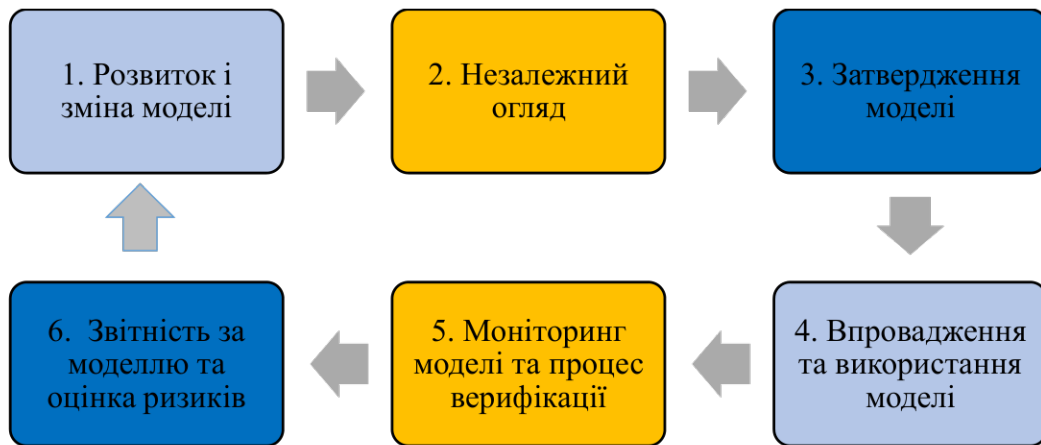 1. Розвиток і
зміна моделі
2. Незалежний
огляд
3. Затвердження
моделі
4. Впровадження
та використання
моделі
5. Моніторинг
моделі та процес
верифікації
6. Звітність за
моделлю та
оцінка ризиків